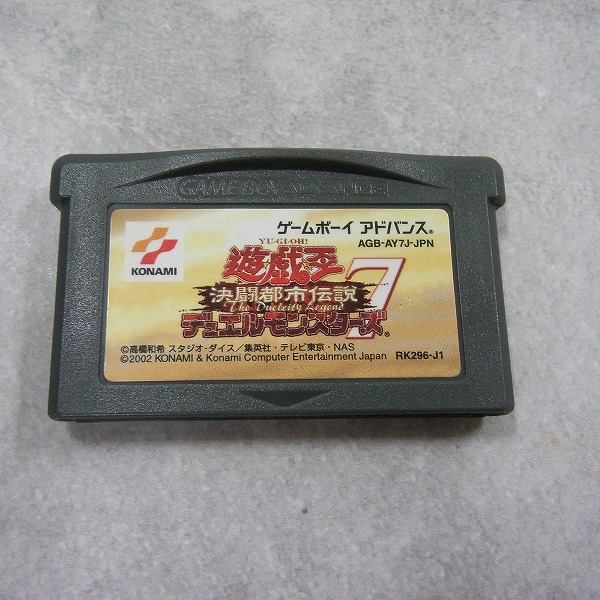 GAME BOY ADVANCE
ゲームボーイ アドバンス®
AGB-AY7J-JPN
KONAMI
YU-GI-OH!
遊戯王
決闘都市伝説
The Duelcity Legend
デュエルモンスターズ® 7
©高橋和希 スタジオ・ダイス／集英社・テレビ東京・NAS
©2002 KONAMI & Konami Computer Entertainment Japan RK296-J1